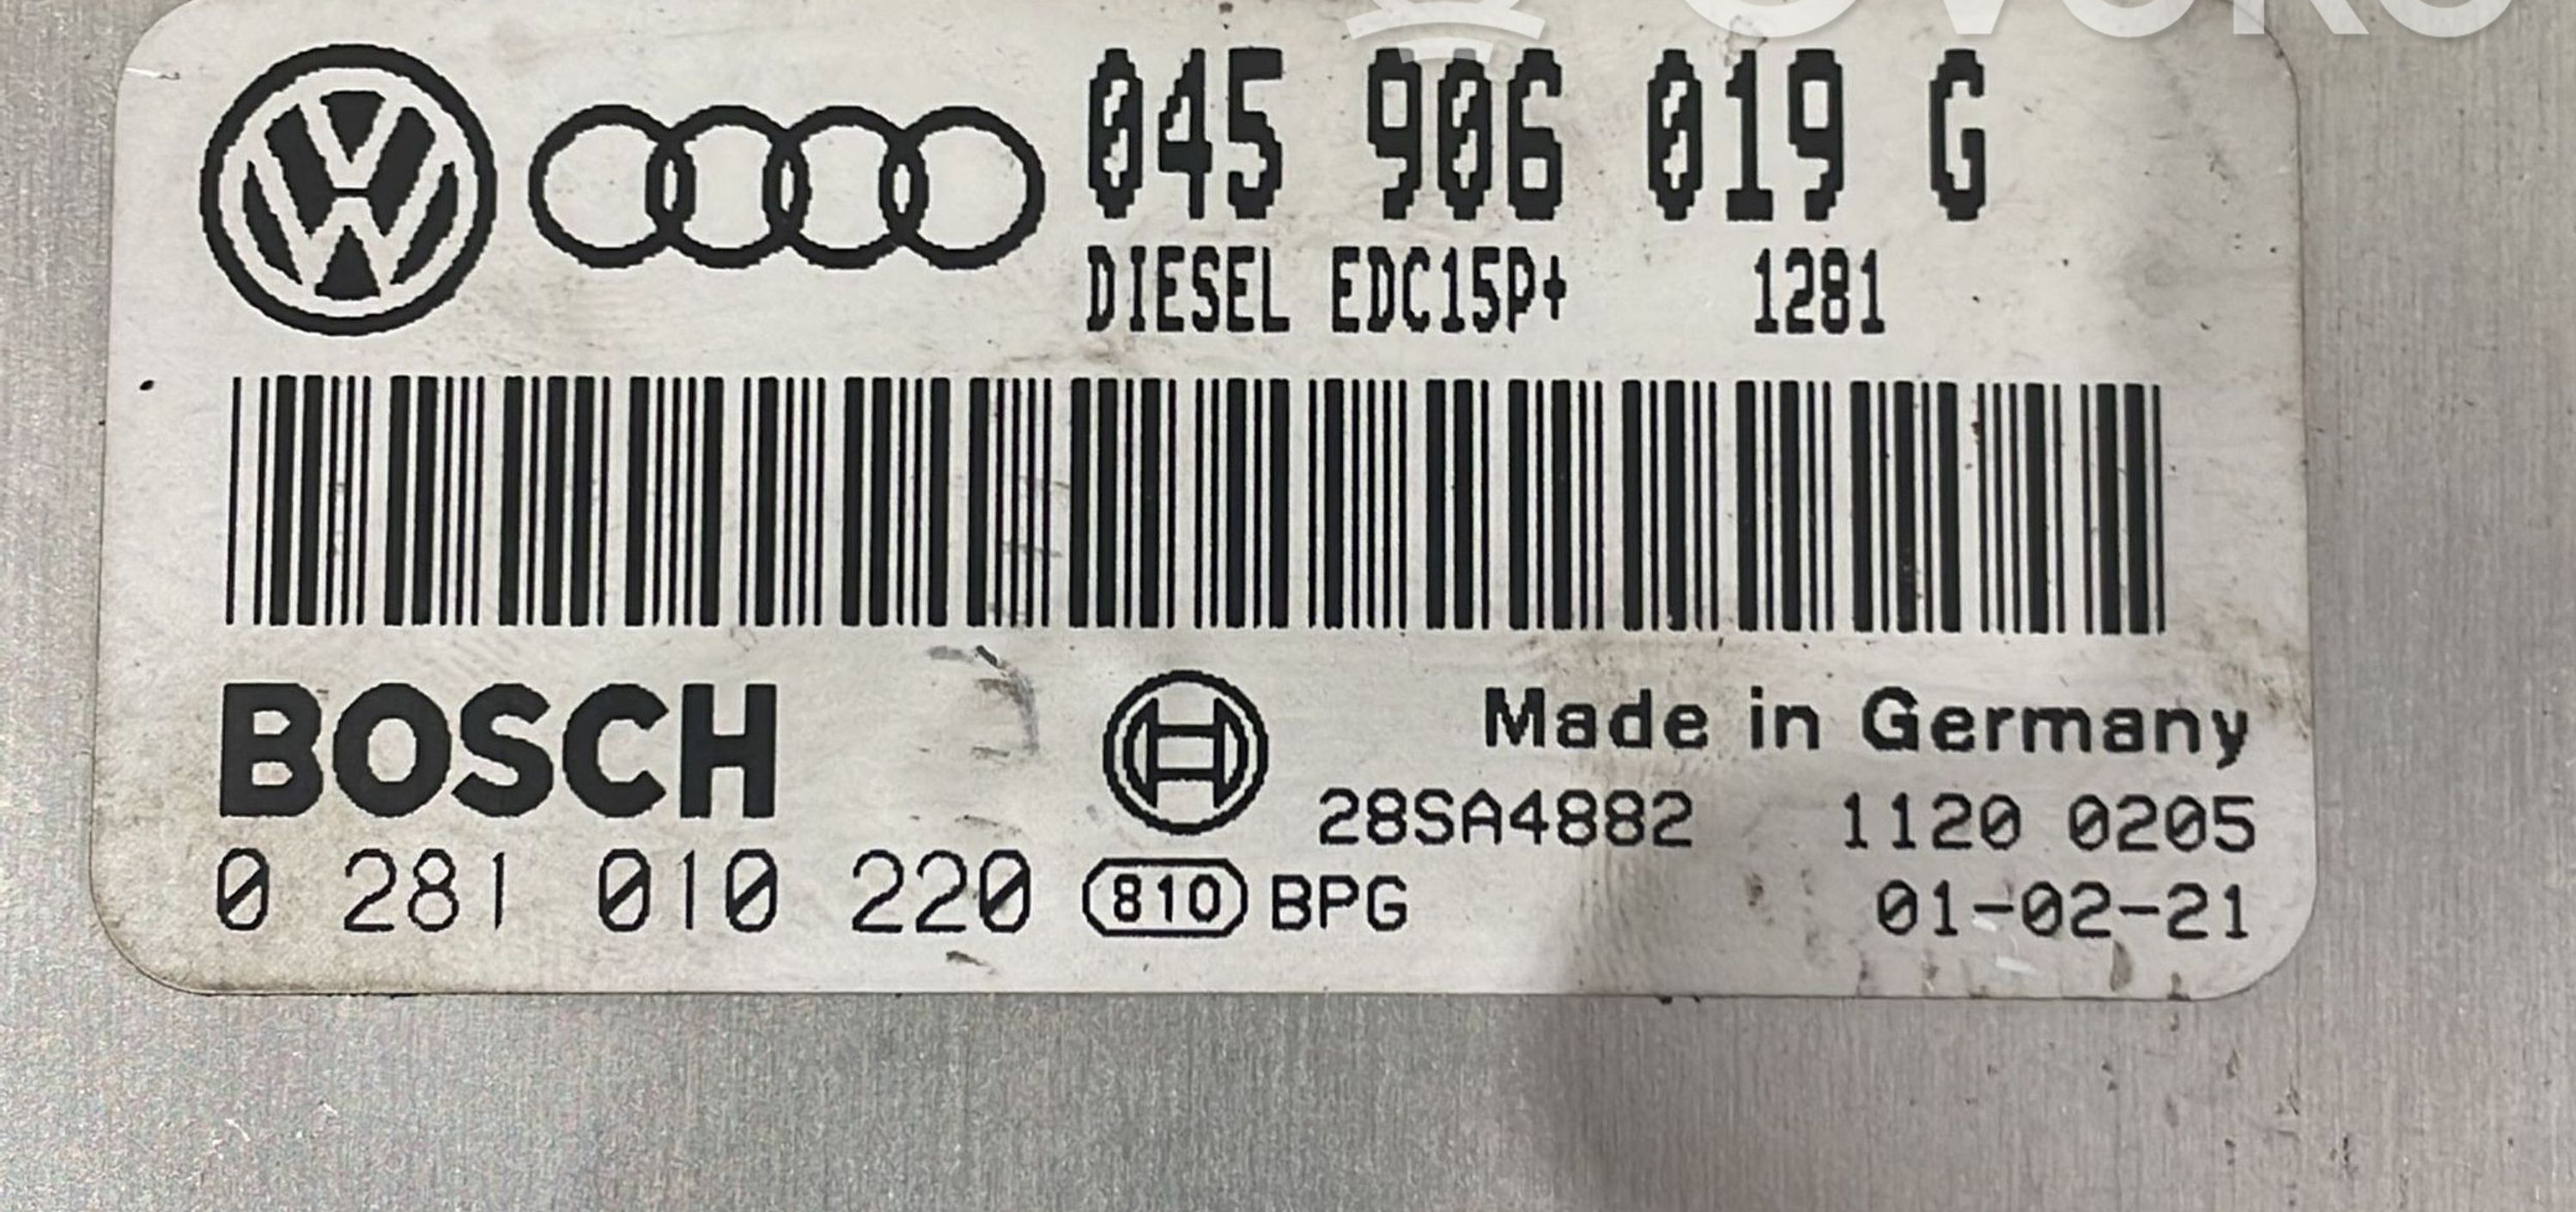 045 906 019 G
DIESEL EDC15P+ 1281
BOSCH
Made in Germany
28SA4882 1120 0205
0 281 010 220 810 BPG 01-02-21